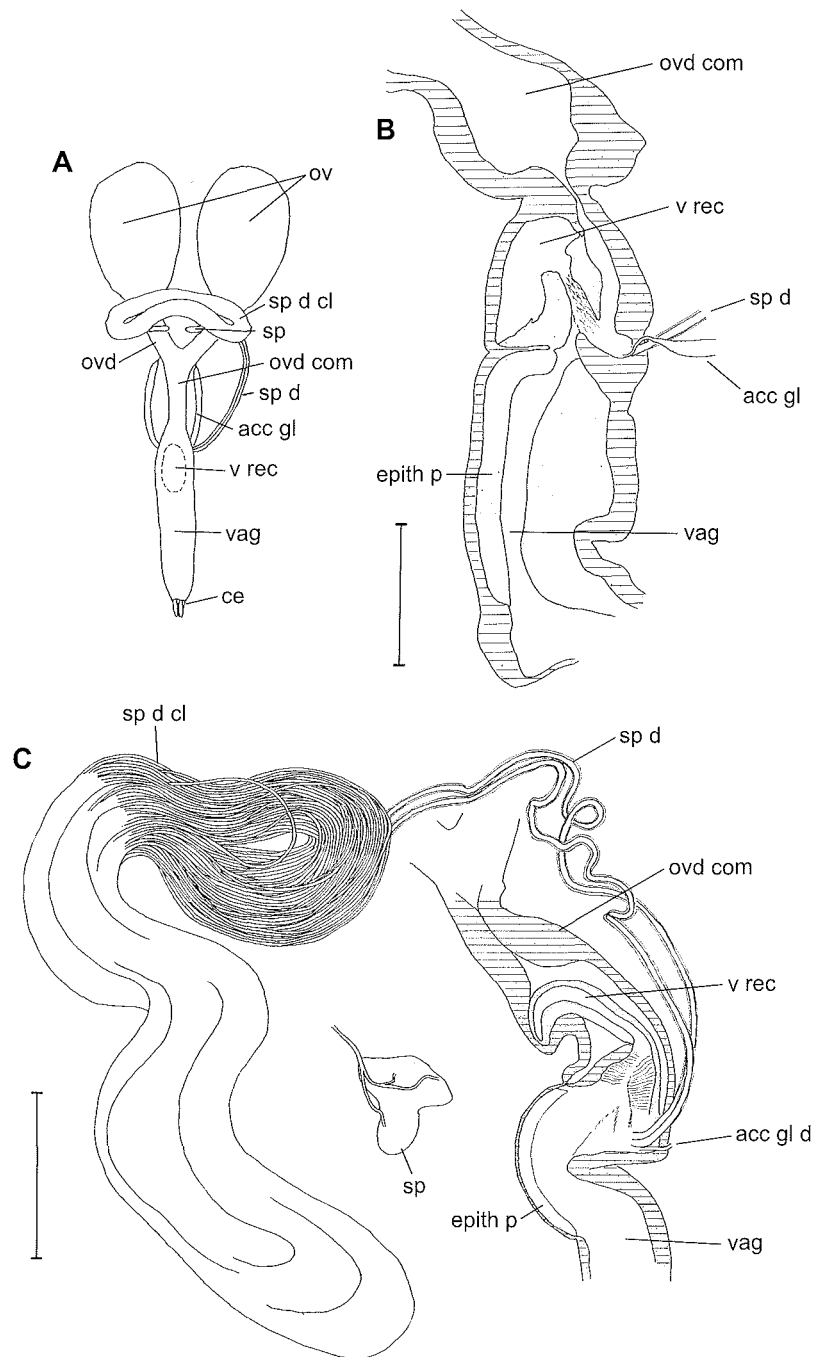 A
ov
sp d cl
sp
ovd
ovd com
sp d
acc gl
v rec
vag
ce
B
ovd com
v rec
sp d
acc gl
epith p
vag
C
sp d cl
sp d
ovd com
v rec
acc gl d
sp
epith p
vag